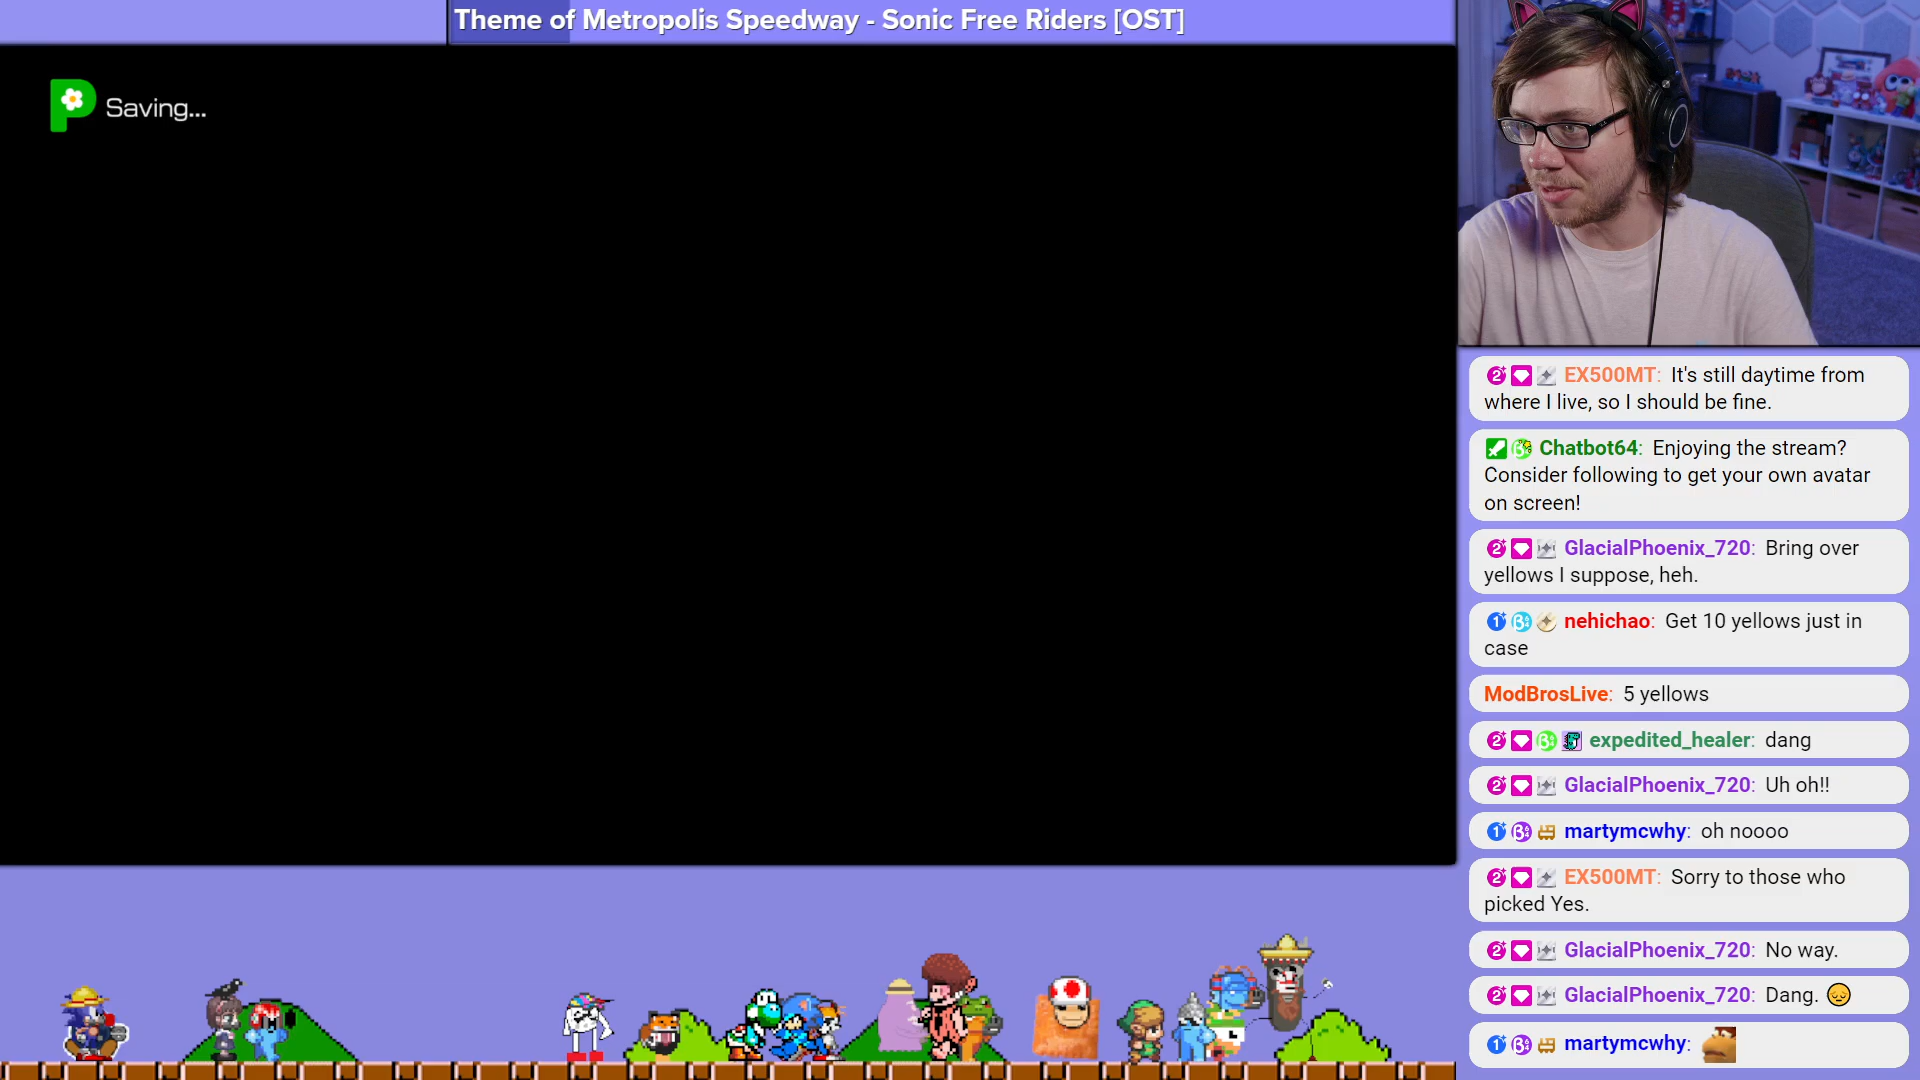 Theme of Metropolis Speedway - Sonic Free Riders [OST]
Saving...
EX500MT: It's still daytime from
where I live, so I should be fine.
Chatbot64: Enjoying the stream?
Consider following to get your own avatar
on screen!
GlacialPhoenix_720: Bring over
yellows I suppose, heh.
nehichao: Get 10 yellows just in
case
ModBrosLive: 5 yellows
expedited_healer: dang
GlacialPhoenix_720: Uh oh!!
martymcwhy: oh noooo
EX500MT: Sorry to those who
picked Yes.
GlacialPhoenix_720: No way.
GlacialPhoenix_720: Dang. 😔
martymcwhy: